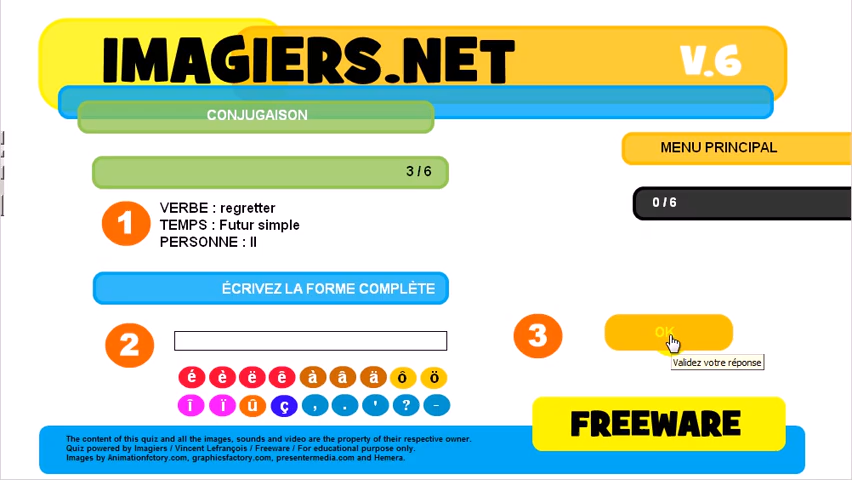 IMAGIERS.NET
V.6
CONJUGAISON
MENU PRINCIPAL
3 / 6
0 / 6
1
VERBE : regretter
TEMPS : Futur simple
PERSONNE : Il
ÉCRIVEZ LA FORME COMPLÈTE
2
3
OK
Validez votre réponse
é è ë ê à â ä ô ö
Î Ï û ç , . ' ? -
FREEWARE
The content of this quiz and all the images, sounds and video are the property of their respective owner.
Quiz powered by Imagiers / Vincent Lefrançois / Freeware / For educational purpose only.
Images by Animationfctory.com, graphicsfactory.com, presentermedia.com and Hemera.